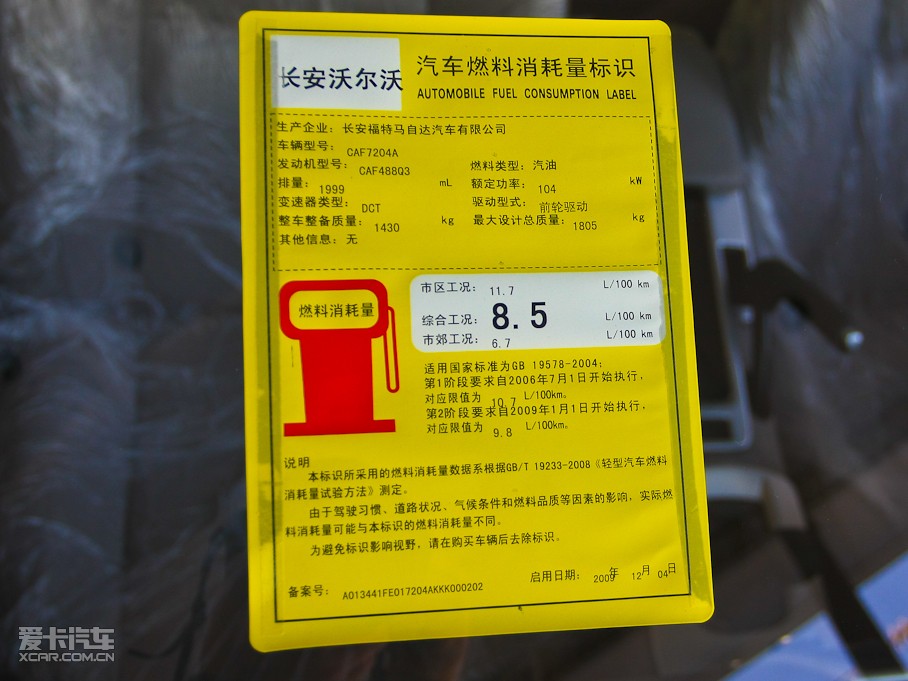 长安沃尔沃
汽车燃料消耗量标识
AUTOMOBILE FUEL CONSUMPTION LABEL
生产企业: 长安福特马自达汽车有限公司
车辆型号: CAF7204A
发动机型号: CAF488Q3 燃料类型: 汽油
排量: 1999 mL 额定功率: 104 kW
变速器类型: DCT 驱动型式: 前轮驱动
整车整备质量: 1430 kg 最大设计总质量: 1805 kg
其他信息: 无
燃料消耗量
市区工况: 11.7 L/100 km
综合工况: 8.5 L/100 km
市郊工况: 6.7 L/100 km
适用国家标准为GB 19578-2004;
第1阶段要求自2006年7月1日开始执行,
对应限值为 10.7 L/100km。
第2阶段要求自2009年1月1日开始执行,
对应限值为 9.8 L/100km。
说明
本标识所采用的燃料消耗量数据系根据GB/T 19233-2008《轻型汽车燃料
消耗量试验方法》测定。
由于驾驶习惯、道路状况、气候条件和燃料品质等因素的影响, 实际燃
料消耗量可能与本标识的燃料消耗量不同。
为避免标识影响视野, 请在购买车辆后去除标识。
备案号: A013441FE017204AKKK000202 启用日期: 2009年 12月 04日
爱卡汽车
XCAR.COM.CN